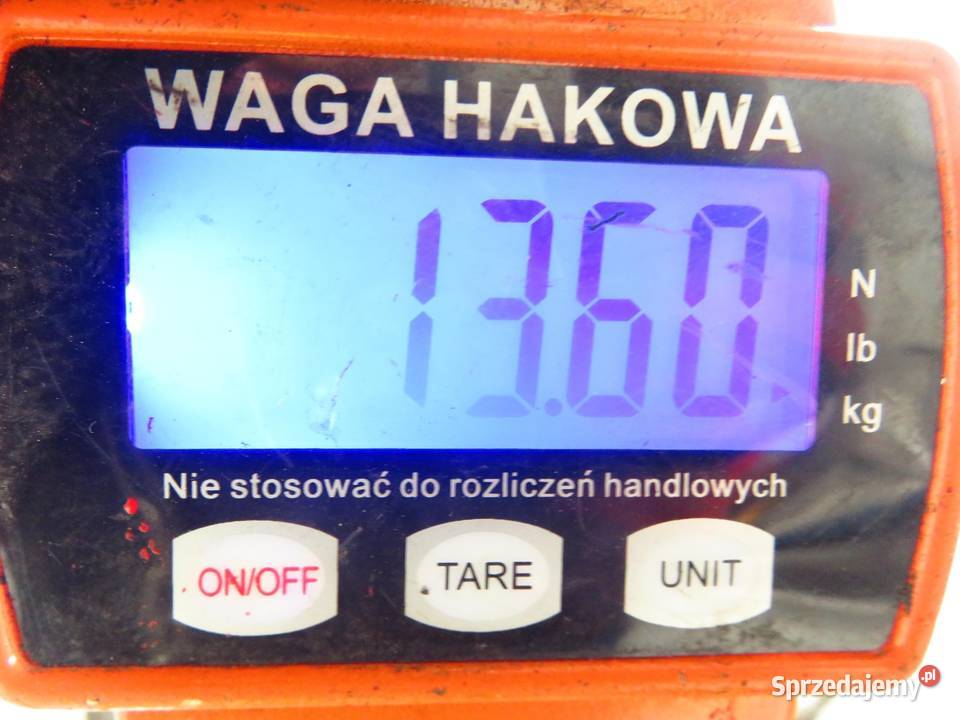 WAGA HAKOWA
13.60
N
lb
kg
Nie stosować do rozliczeń handlowych
ON/OFF
TARE
UNIT
Sprzedajemy.pl